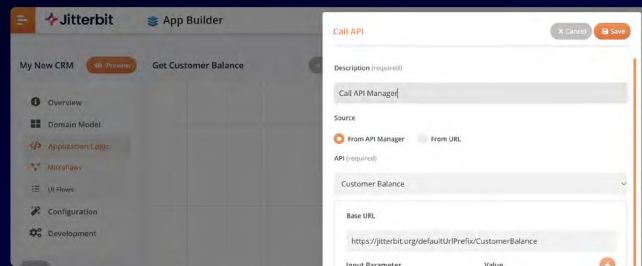 Jitterbit
App Builder
Call API
Cancel
Save
My New CRM
Preview
Get Customer Balance
Description (required)
Call API Manager
Overview
Domain Model
Application Logic
Microflows
UI Flows
Configuration
Development
Source
From API Manager
From URL
API (required)
Customer Balance
Base URL
https://jitterbit.org/defaultUrlPrefix/CustomerBalance
Input Parameter
Value